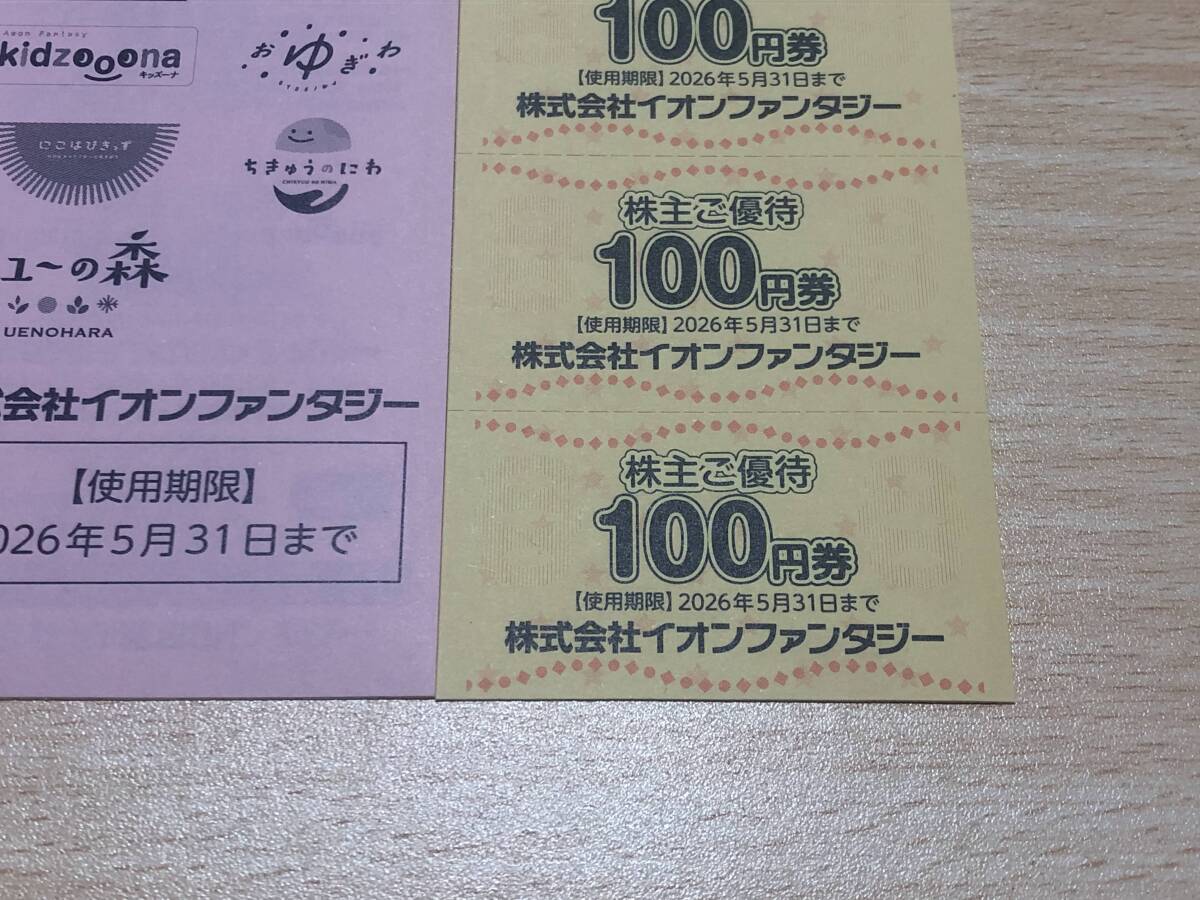 Aeon Fantasy
kidzooona
キッズーナ
おゆぎわ
OYUGIWA
にこはぴきっず
ちきゅうのにわ
CHIKYUU NO NIWA
ユーの森
UENOHARA
会社イオンファンタジー
【使用期限】
026年5月31日まで
100円券
【使用期限】2026年5月31日まで
株式会社イオンファンタジー
株主ご優待
100円券
【使用期限】2026年5月31日まで
株式会社イオンファンタジー
株主ご優待
100円券
【使用期限】2026年5月31日まで
株式会社イオンファンタジー